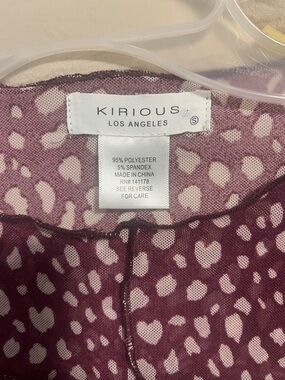 KIRIOUS
LOS ANGELES
S
95% POLYESTER
5% SPANDEX
MADE IN CHINA
RN# 141178
SEE REVERSE
FOR CARE